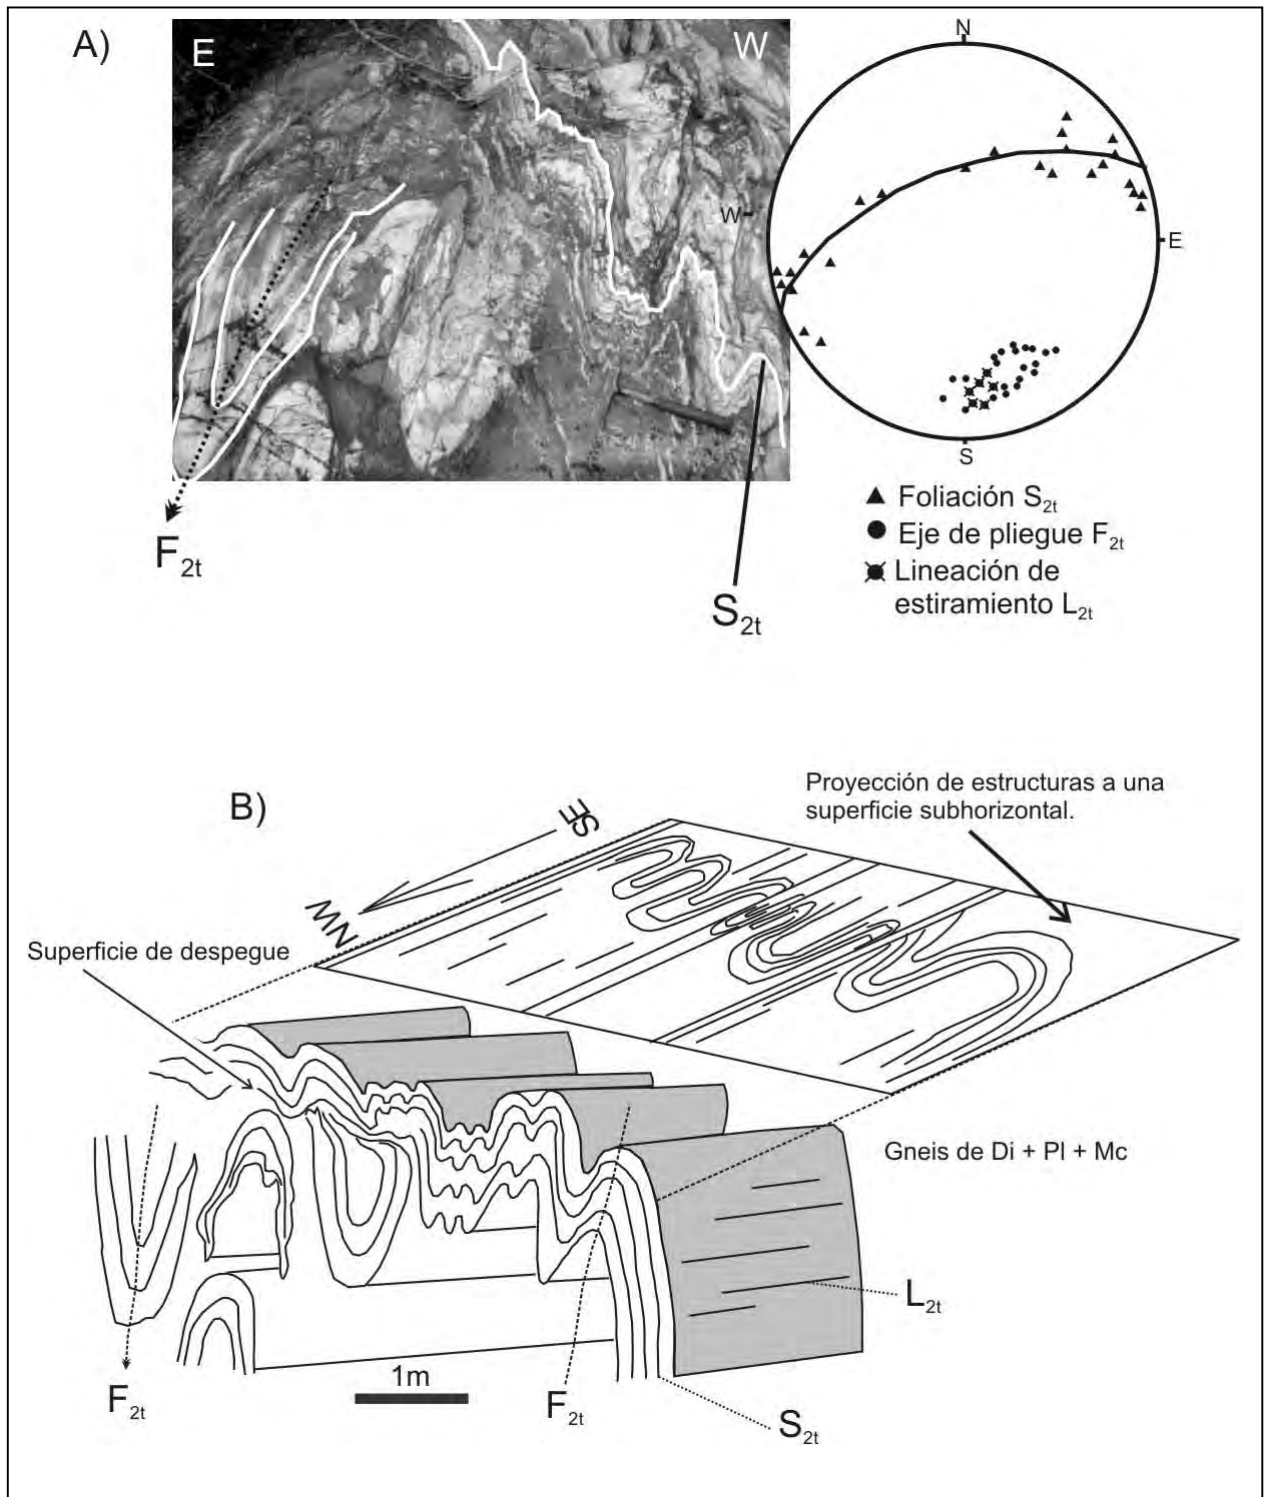 A)
E
W
N
W
E
S
F2t
S2t
Foliación S2t
Eje de pliegue F2t
Lineación de
estiramiento L2t
B)
Proyección de estructuras a una
superficie subhorizontal.
SE
NW
Superficie de despegue
Gneis de Di + Pl + Mc
L2t
1m
F2t
F2t
S2t